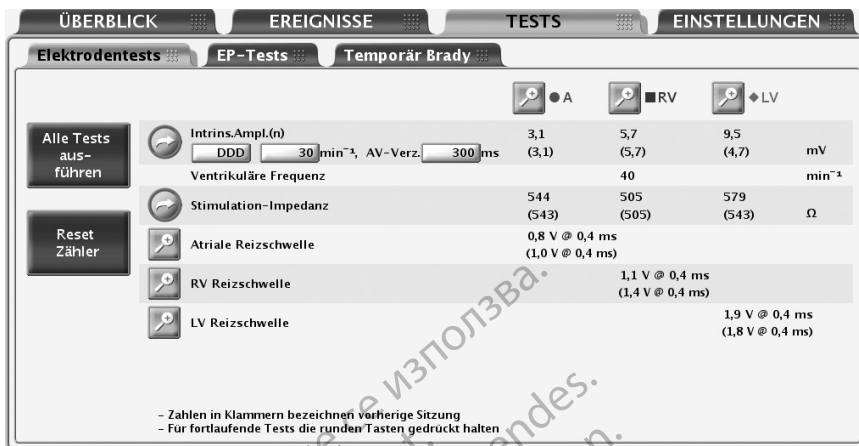 ÜBERBLICK EREIGNISSE TESTS EINSTELLUNGEN
Elektrodentests EP-Tests Temporär Brady
A RV LV
Alle Tests aus- führen
Intrins.Ampl.(n) 3,1 5,7 9,5
DDD 30 min⁻¹, AV-Verz. 300 ms (3,1) (5,7) (4,7) mV
Ventrikuläre Frequenz 40 min⁻¹
Stimulation-Impedanz 544 505 579
(543) (505) (543) Ω
Reset Zähler
Atriale Reizschwelle 0,8 V @ 0,4 ms
(1,0 V @ 0,4 ms)
RV Reizschwelle 1,1 V @ 0,4 ms
(1,4 V @ 0,4 ms)
LV Reizschwelle 1,9 V @ 0,4 ms
(1,8 V @ 0,4 ms)
- Zahlen in Klammern bezeichnen vorherige Sitzung
- Für fortlaufende Tests die runden Tasten gedrückt halten
използва.